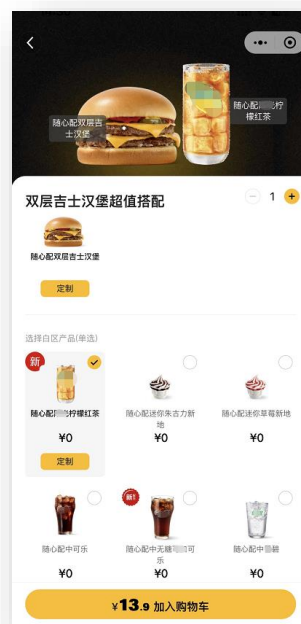 随心配双层吉
士汉堡
随心配
柠
檬红茶
双层吉士汉堡超值搭配
1
随心配双层吉士汉堡
定制
选择白区产品(单选)
新
随心配
柠檬红茶
随心配迷你朱古力新
地
随心配迷你草莓新地
¥0
¥0
¥0
定制
新1
随心配中可乐
随心配中无糖
可
乐
随心配中
碧
¥0
¥0
¥0
¥13.9 加入购物车